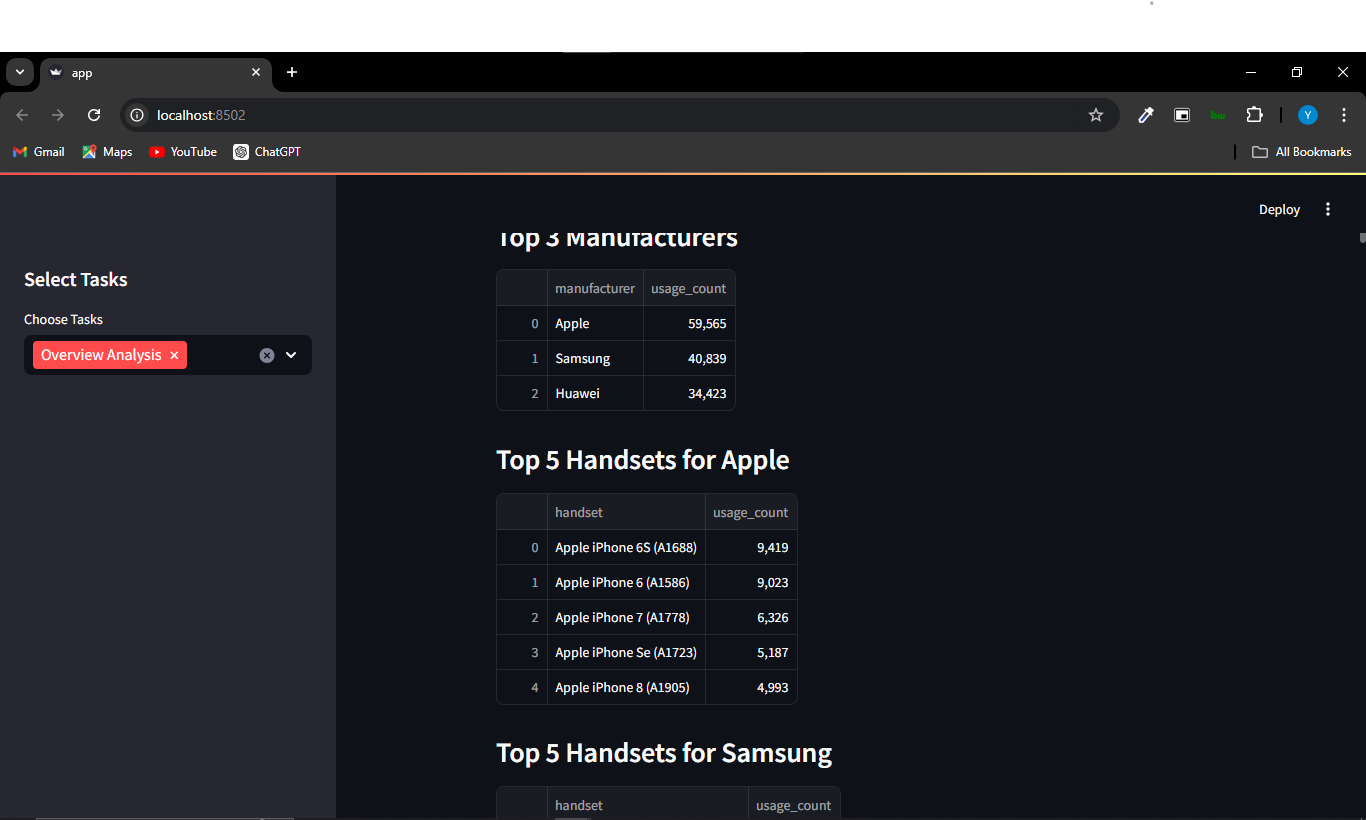 app
localhost:8502
Gmail Maps YouTube ChatGPT All Bookmarks
Deploy
Select Tasks
Choose Tasks
Overview Analysis
Top 3 Manufacturers
manufacturer usage_count
0 Apple 59,565
1 Samsung 40,839
2 Huawei 34,423
Top 5 Handsets for Apple
handset usage_count
0 Apple iPhone 6S (A1688) 9,419
1 Apple iPhone 6 (A1586) 9,023
2 Apple iPhone 7 (A1778) 6,326
3 Apple iPhone Se (A1723) 5,187
4 Apple iPhone 8 (A1905) 4,993
Top 5 Handsets for Samsung
handset usage_count
bw
Y